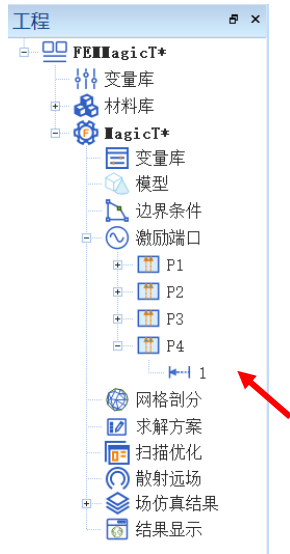 工程
FEMMagicT*
变量库
材料库
MagicT*
变量库
模型
边界条件
激励端口
P1
P2
P3
P4
1
网格剖分
求解方案
扫描优化
散射远场
场仿真结果
结果显示